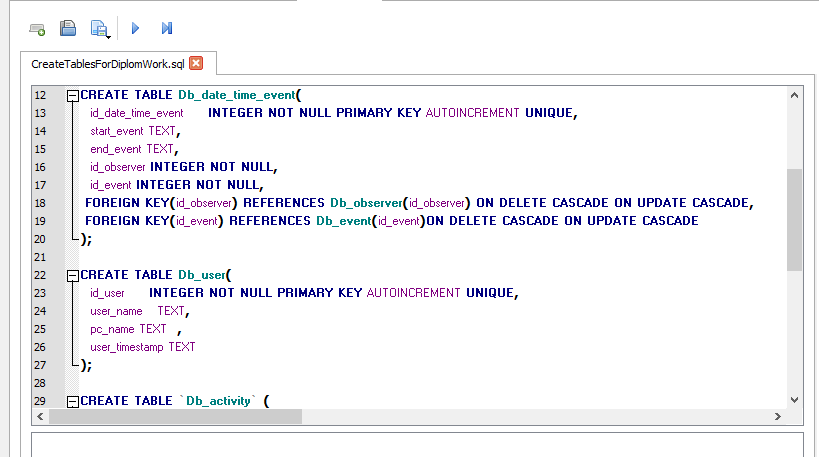 CreateTablesForDiplomWork.sql
12 CREATE TABLE Db_date_time_event(
13 id_date_time_event INTEGER NOT NULL PRIMARY KEY AUTOINCREMENT UNIQUE,
14 start_event TEXT,
15 end_event TEXT,
16 id_observer INTEGER NOT NULL,
17 id_event INTEGER NOT NULL,
18 FOREIGN KEY(id_observer) REFERENCES Db_observer(id_observer) ON DELETE CASCADE ON UPDATE CASCADE,
19 FOREIGN KEY(id_event) REFERENCES Db_event(id_event)ON DELETE CASCADE ON UPDATE CASCADE
20 );
21
22 CREATE TABLE Db_user(
23 id_user INTEGER NOT NULL PRIMARY KEY AUTOINCREMENT UNIQUE,
24 user_name TEXT,
25 pc_name TEXT ,
26 user_timestamp TEXT
27 );
28
29 CREATE TABLE `Db_activity` (